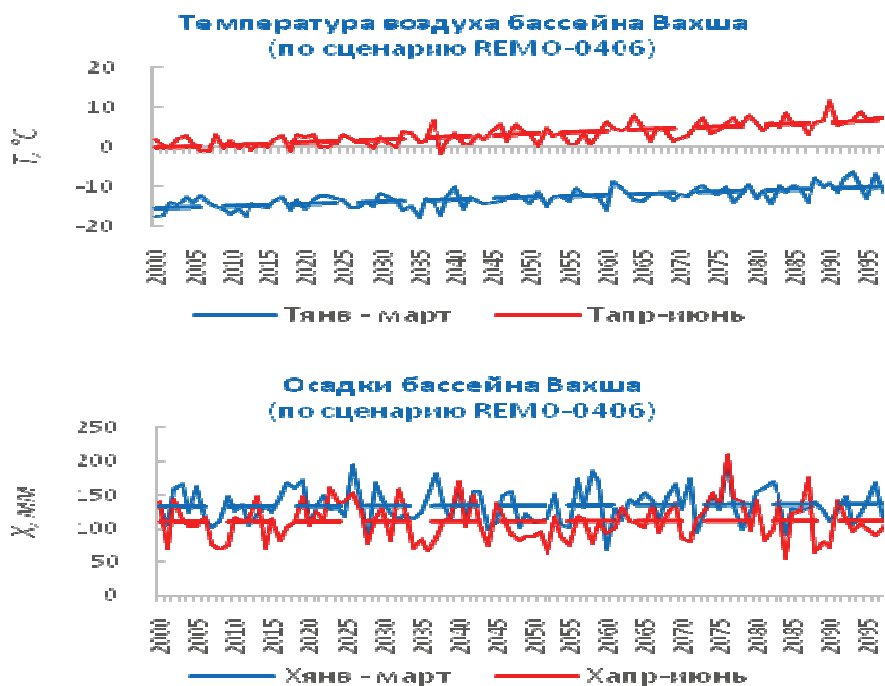 Температура воздуха бассейна Вахша
(по сценарию REMO-0406)
20
10
0
-10
-20
T, °C
2000 2005 2010 2015 2020 2025 2030 2035 2040 2045 2050 2055 2060 2065 2070 2075 2080 2085 2090 2095
Тянв - март Тапр-июнь
Осадки бассейна Вахша
(по сценарию REMO-0406)
250
200
150
100
50
0
X, мм
2000 2005 2010 2015 2020 2025 2030 2035 2040 2045 2050 2055 2060 2065 2070 2075 2080 2085 2090 2095
Хянв - март Хапр-июнь